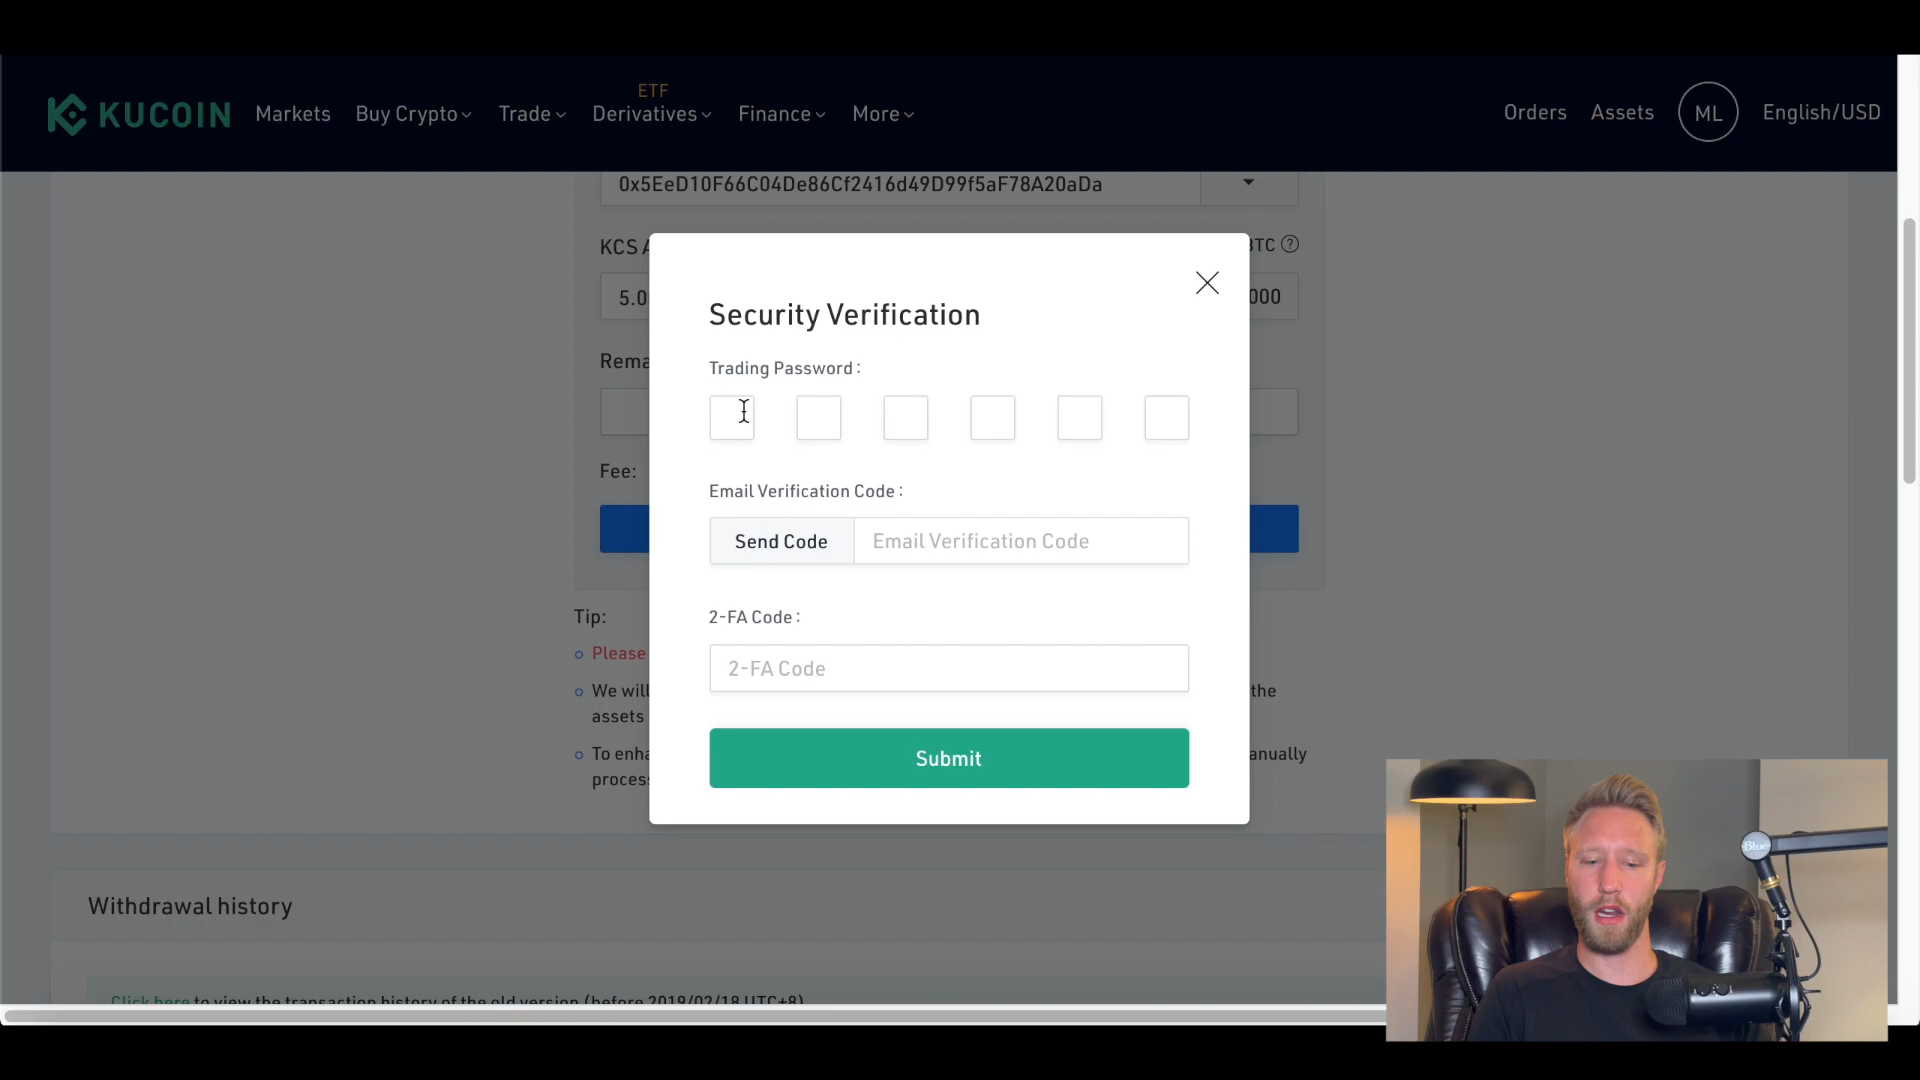 ETF
KUCOIN Markets Buy Crypto Trade Derivatives Finance More Orders Assets ML English/USD
0x5EeD10F66C04De86Cf2416d49D99f5aF78A20aDa
KCS A BTC ?
5.0 000
Security Verification
Trading Password :
Rema
Fee:
Email Verification Code :
Send Code Email Verification Code
2-FA Code :
2-FA Code
Submit
Tip:
Please
We will the
assets
To enha anually
process
Withdrawal history
Click here to view the transaction history of the old version (before 2019/02/18 UTC+8)
Blue